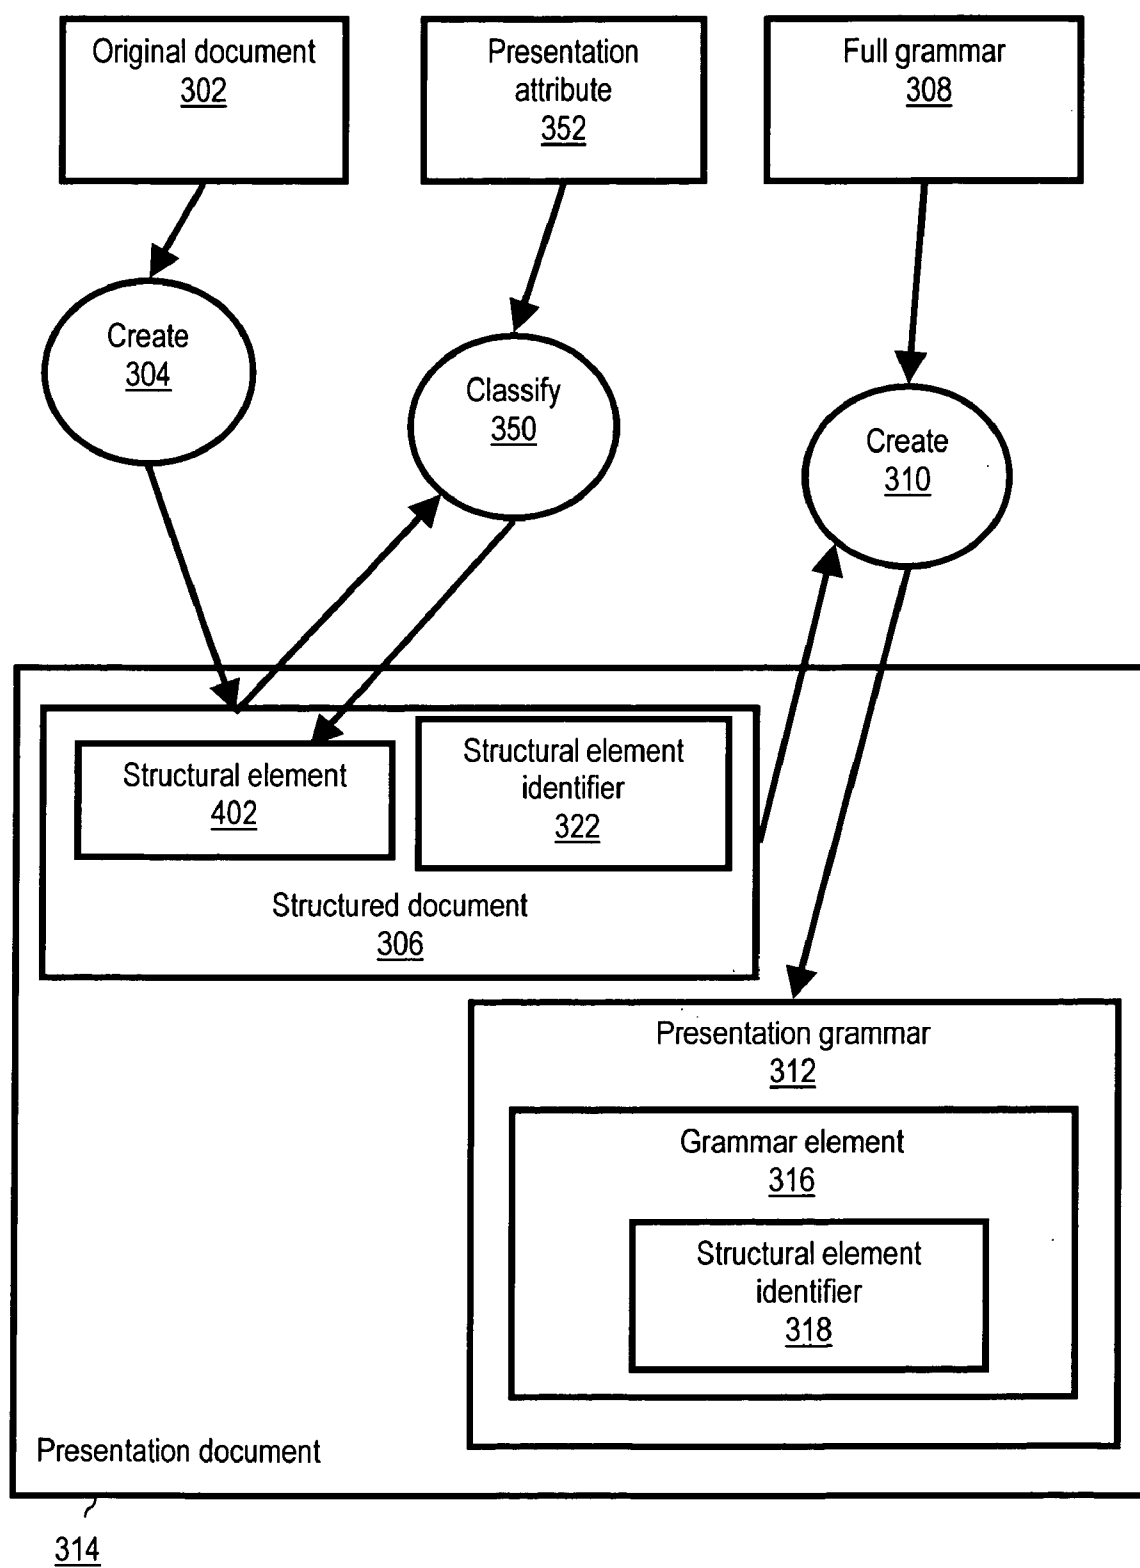 Original document
302
Presentation
attribute
352
Full grammar
308
Create
304
Classify
350
Create
310
Structural element
402
Structural element
identifier
322
Structured document
306
Presentation grammar
312
Grammar element
316
Structural element
identifier
318
Presentation document
314